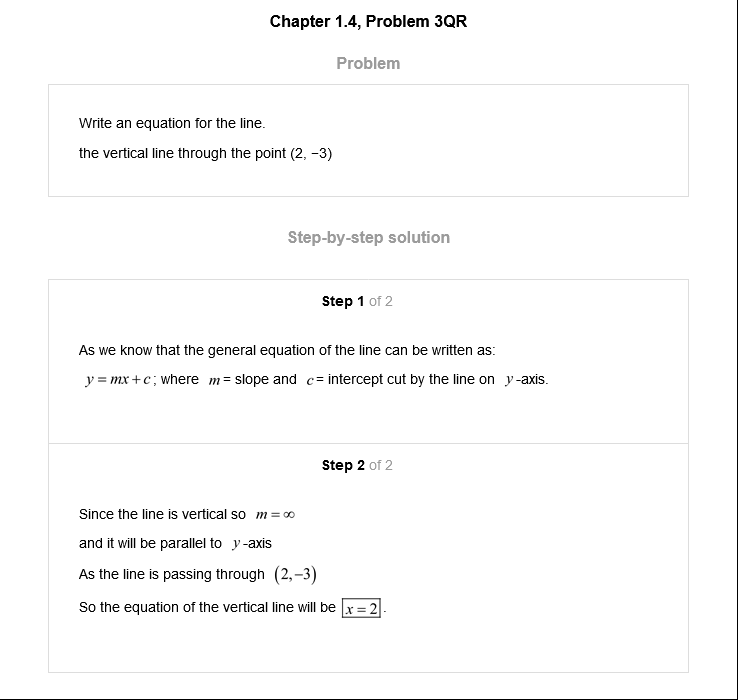 Chapter 1.4, Problem 3QR
Problem
Write an equation for the line.
the vertical line through the point (2, −3)
Step-by-step solution
Step 1 of 2
As we know that the general equation of the line can be written as:
y = mx + c; where m = slope and c = intercept cut by the line on y-axis.
Step 2 of 2
Since the line is vertical so m = ∞
and it will be parallel to y-axis
As the line is passing through (2,−3)
So the equation of the vertical line will be x = 2.